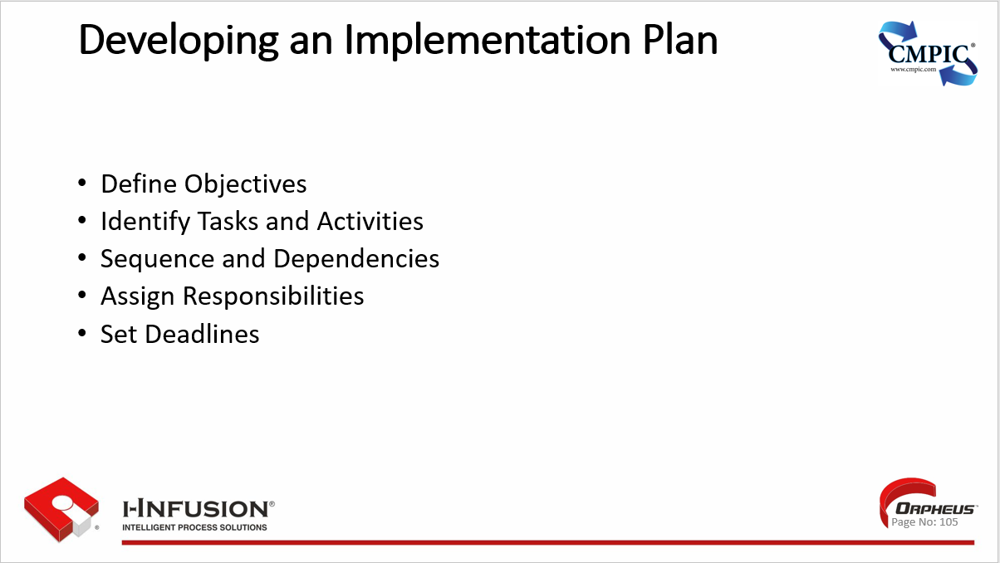 Developing an Implementation Plan
CMPIC®
www.cmpic.com
• Define Objectives
• Identify Tasks and Activities
• Sequence and Dependencies
• Assign Responsibilities
• Set Deadlines
I-INFUSION®
INTELLIGENT PROCESS SOLUTIONS
®
ORPHEUS™
Page No: 105